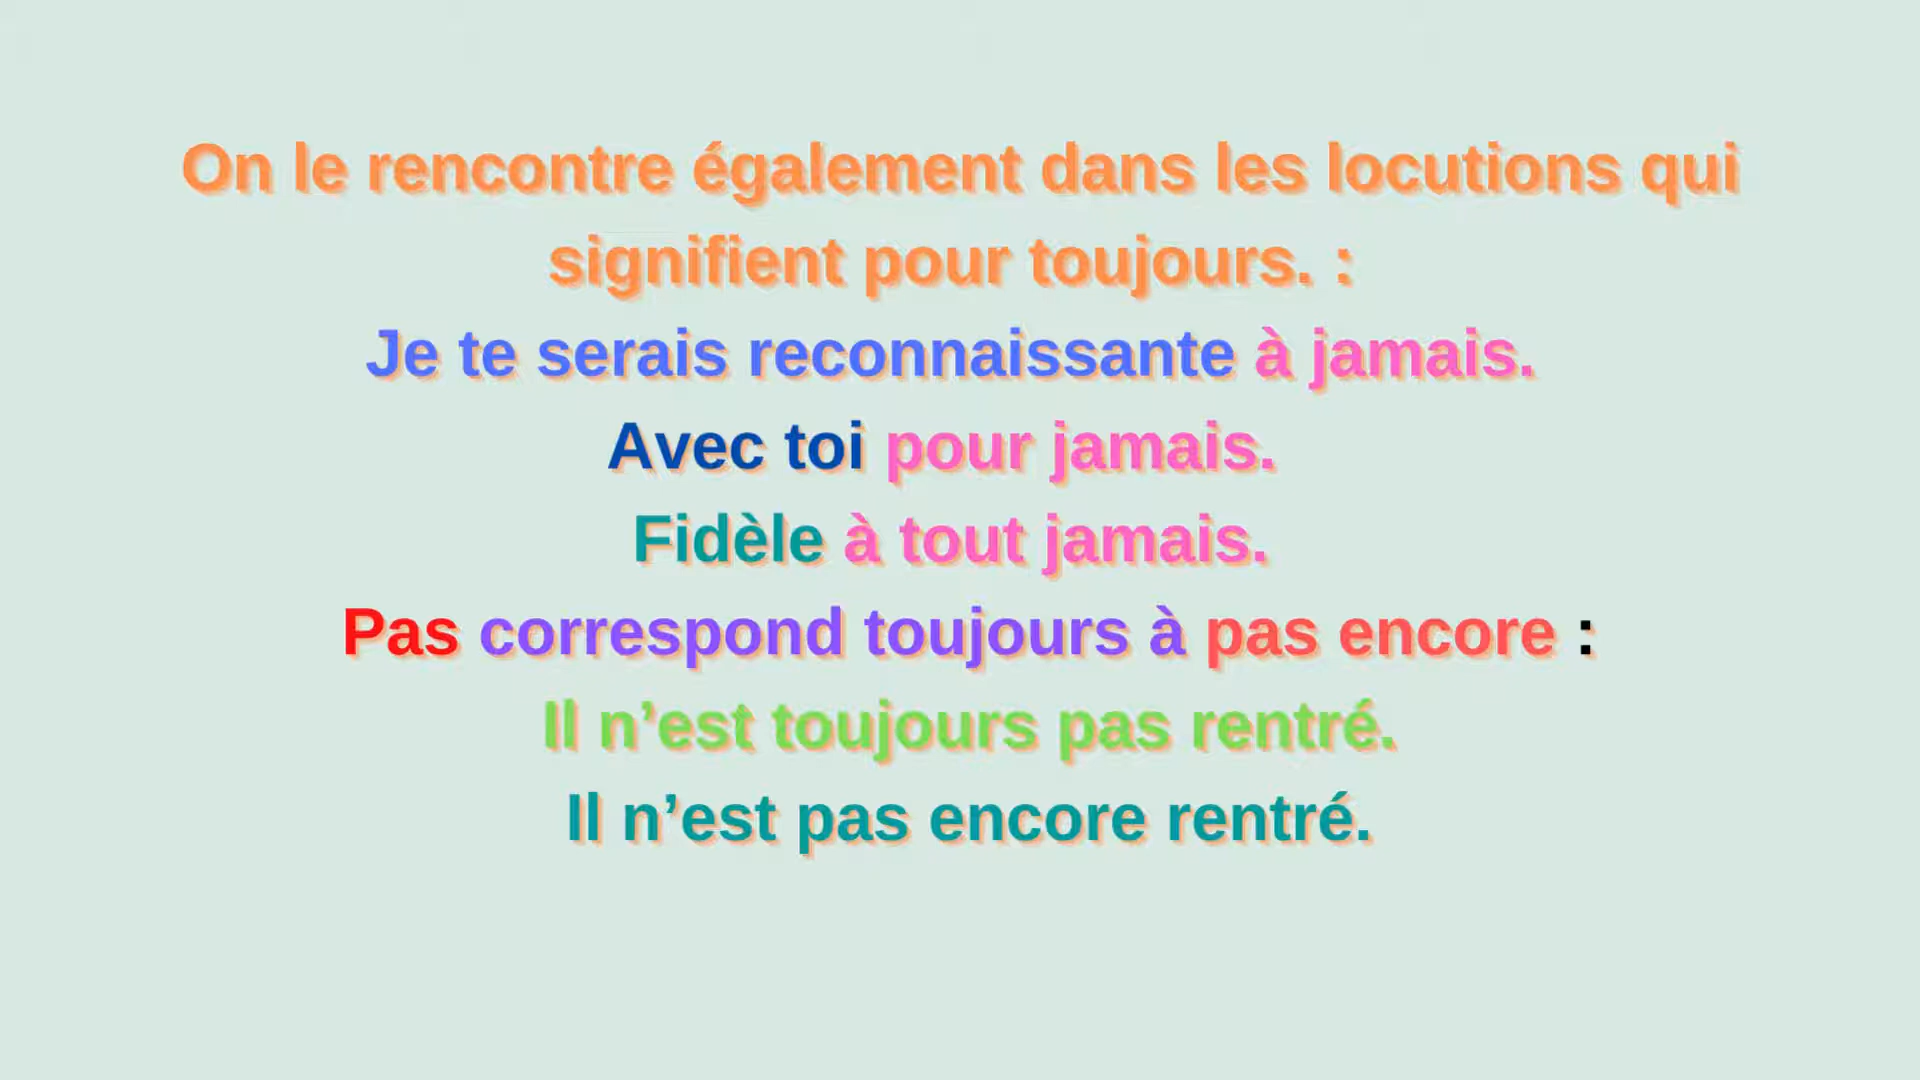 On le rencontre également dans les locutions qui
signifient pour toujours. :
Je te serais reconnaissante à jamais.
Avec toi pour jamais.
Fidèle à tout jamais.
Pas correspond toujours à pas encore :
Il n’est toujours pas rentré.
Il n’est pas encore rentré.